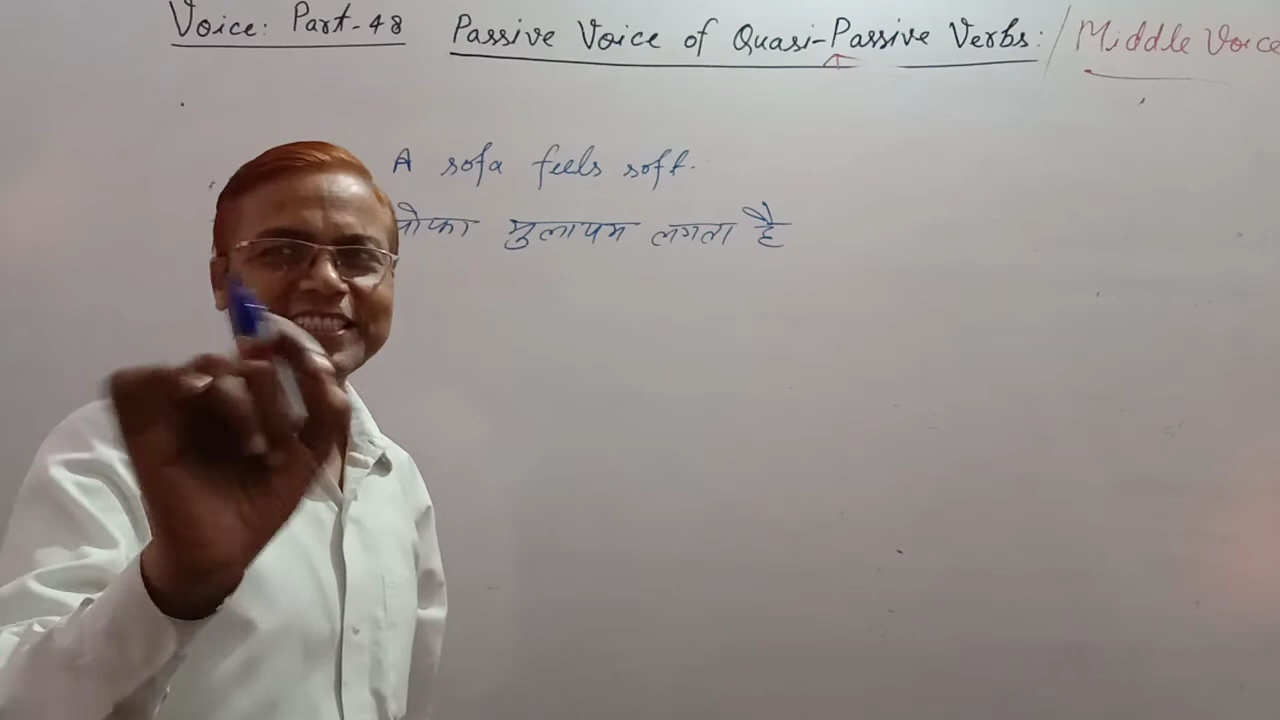 Voice: Part-48 Passive Voice of Quasi-Passive Verbs: / Middle Voice
A sofa feels soft.
मुलायम लगता है